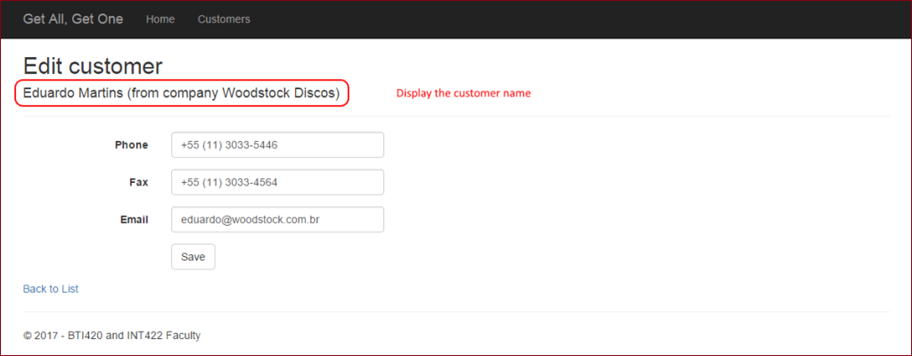 Get All, Get One Home Customers
Edit customer
Eduardo Martins (from company Woodstock Discos) Display the customer name
Phone +55 (11) 3033-5446
Fax +55 (11) 3033-4564
Email eduardo@woodstock.com.br
Save
Back to List
© 2017 - BTI420 and INT422 Faculty